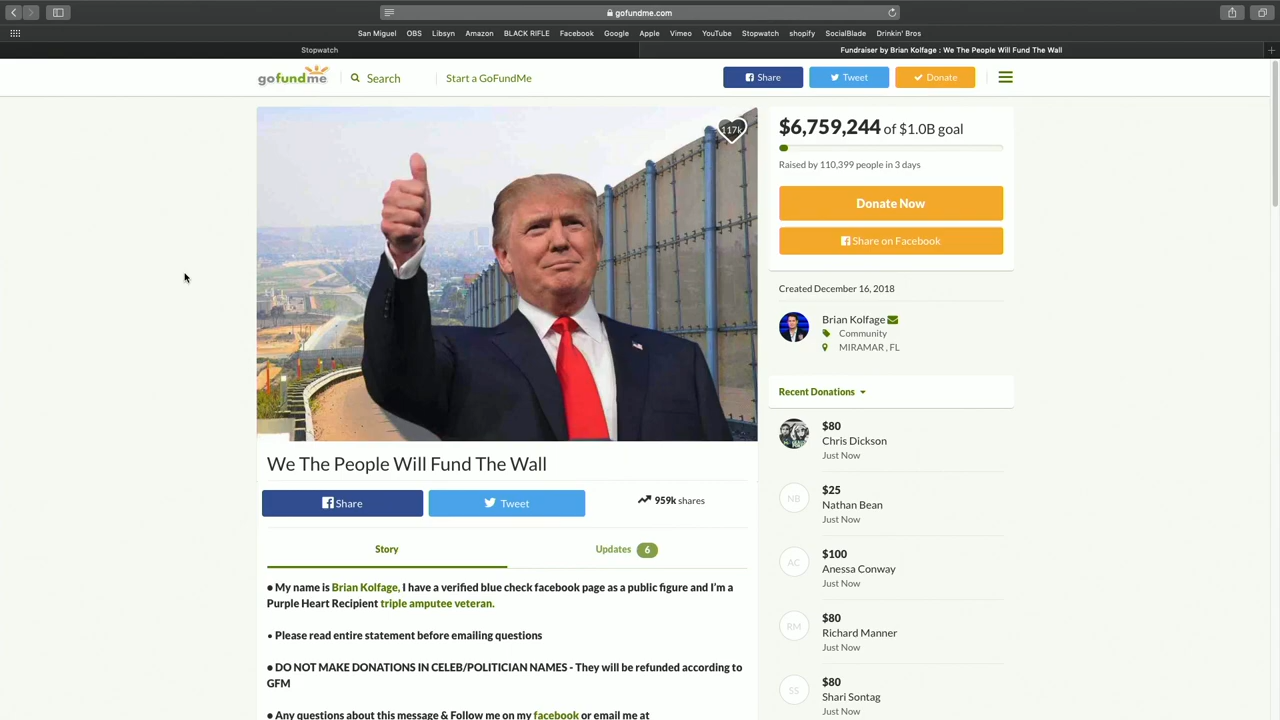 gofundme.com
San Miguel OBS Libsyn Amazon BLACK RIFLE Facebook Google Apple Vimeo YouTube Stopwatch shopify SocialBlade Drinkin' Bros
Stopwatch
Fundraiser by Brian Kolfage : We The People Will Fund The Wall
gofundme
Search
Start a GoFundMe
Share
Tweet
Donate
117k
$6,759,244 of $1.0B goal
Raised by 110,399 people in 3 days
Donate Now
Share on Facebook
Created December 16, 2018
Brian Kolfage
Community
MIRAMAR , FL
Recent Donations
$80
Chris Dickson
Just Now
NB
$25
Nathan Bean
Just Now
AC
$100
Anessa Conway
Just Now
RM
$80
Richard Manner
Just Now
SS
$80
Shari Sontag
Just Now
We The People Will Fund The Wall
Share
Tweet
959k shares
Story
Updates 6
● My name is Brian Kolfage, I have a verified blue check facebook page as a public figure and I'm a
Purple Heart Recipient triple amputee veteran.
• Please read entire statement before emailing questions
● DO NOT MAKE DONATIONS IN CELEB/POLITICIAN NAMES - They will be refunded according to
GFM
● Any questions about this message & Follow me on my facebook or email me at